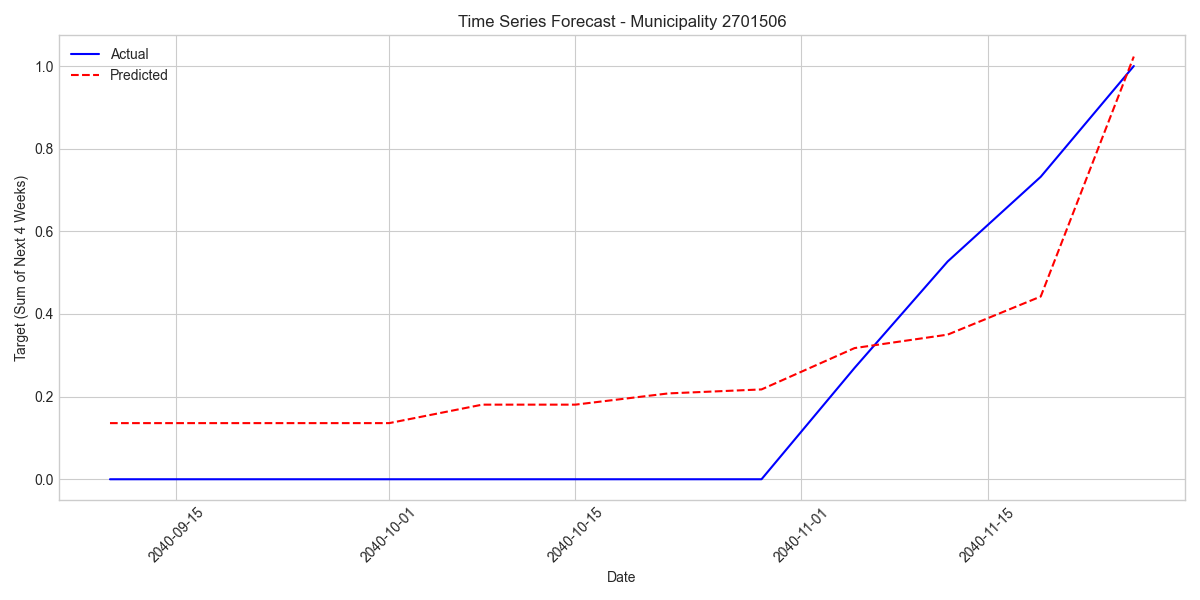 Time Series Forecast - Municipality 2701506
Actual
Predicted
Target (Sum of Next 4 Weeks)
1.0
0.8
0.6
0.4
0.2
0.0
2040-09-15
2040-10-01
2040-10-15
2040-11-01
2040-11-15
Date